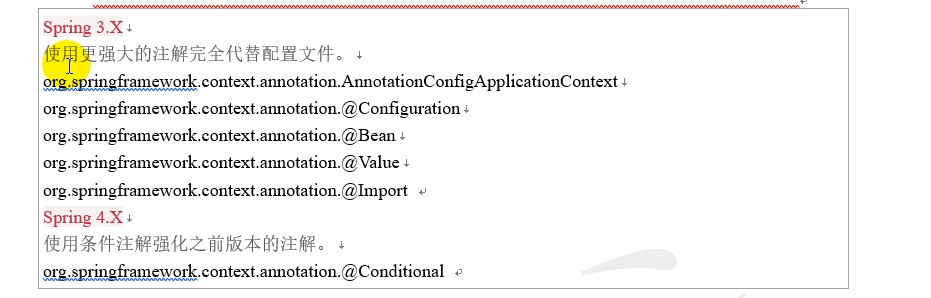 Spring 3.X
使用更强大的注解完全代替配置文件。
org.springframework.context.annotation.AnnotationConfigApplicationContext
org.springframework.context.annotation.@Configuration
org.springframework.context.annotation.@Bean
org.springframework.context.annotation.@Value
org.springframework.context.annotation.@Import
Spring 4.X
使用条件注解强化之前版本的注解。
org.springframework.context.annotation.@Conditional